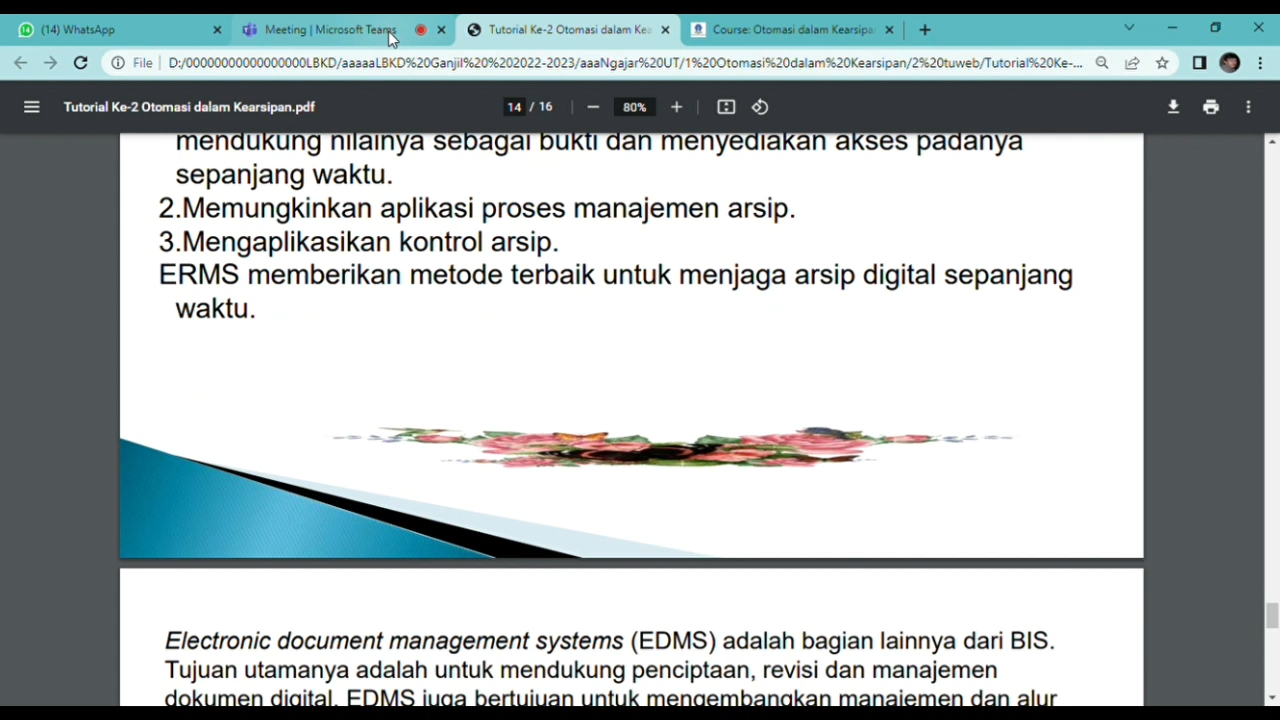 (14) WhatsApp
Meeting | Microsoft Teams
Tutorial Ke-2 Otomasi dalam Kea
Course: Otomasi dalam Kearsipa
File
D:/00000000000000000LBKD/aaaaaLBKD%20Ganjil%20%202022-2023/aaaNgajar%20UT/1%20Otomasi%20dalam%20Kearsipan/2%20tuweb/Tutorial%20Ke-...
Tutorial Ke-2 Otomasi dalam Kearsipan.pdf
14 / 16
80%
mendukung nilainya sebagai bukti dan menyediakan akses padanya
sepanjang waktu.
2.Memungkinkan aplikasi proses manajemen arsip.
3.Mengaplikasikan kontrol arsip.
ERMS memberikan metode terbaik untuk menjaga arsip digital sepanjang
waktu.
Electronic document management systems (EDMS) adalah bagian lainnya dari BIS.
Tujuan utamanya adalah untuk mendukung penciptaan, revisi dan manajemen
dokumen digital. EDMS juga bertujuan untuk mengembangkan manajemen dan alur